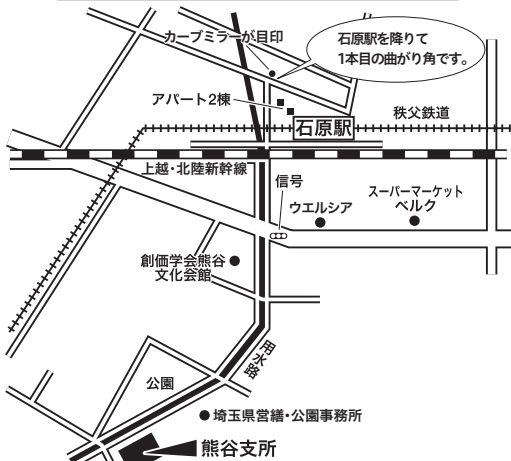 カーブミラーが目印
石原駅を降りて
1本目の曲がり角です。
アパート2棟
石原駅
秩父鉄道
上越・北陸新幹線
信号
ウエルシア
スーパーマーケット
ベルク
創価学会熊谷
文化会館
用水路
公園
埼玉県営繕・公園事務所
熊谷支所